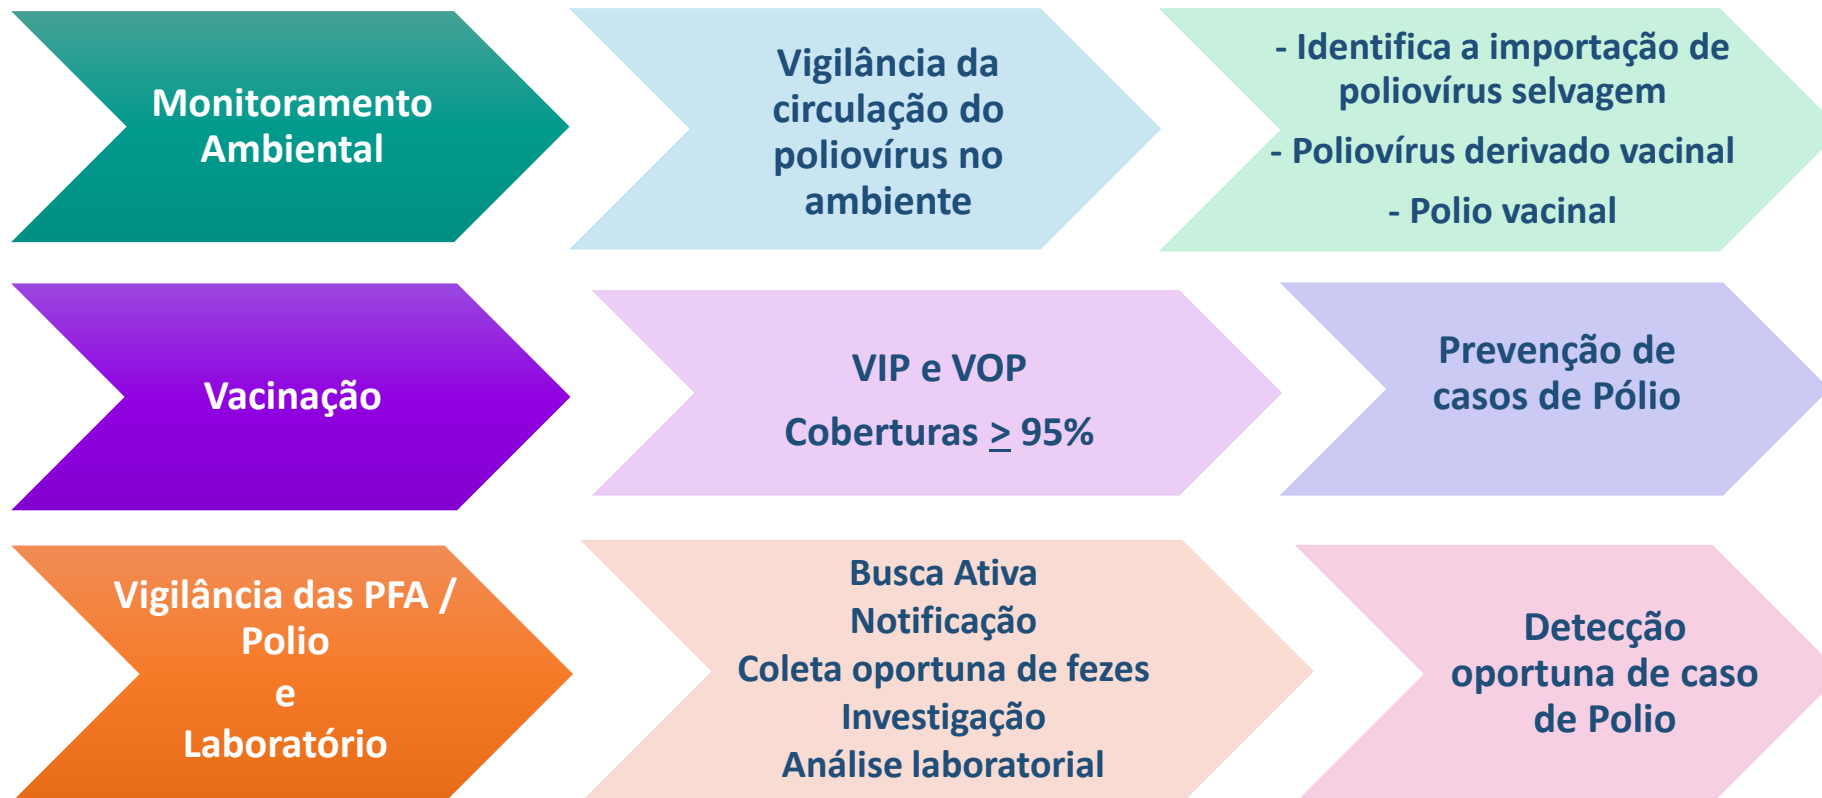 Monitoramento
Ambiental
Vigilância da
circulação do
poliovírus no
ambiente
- Identifica a importação de
poliovírus selvagem
- Poliovírus derivado vacinal
- Polio vacinal
Vacinação
VIP e VOP
Coberturas > 95%
Prevenção de
casos de Pólio
Vigilância das PFA /
Polio
e
Laboratório
Busca Ativa
Notificação
Coleta oportuna de fezes
Investigação
Análise laboratorial
Detecção
oportuna de caso
de Polio